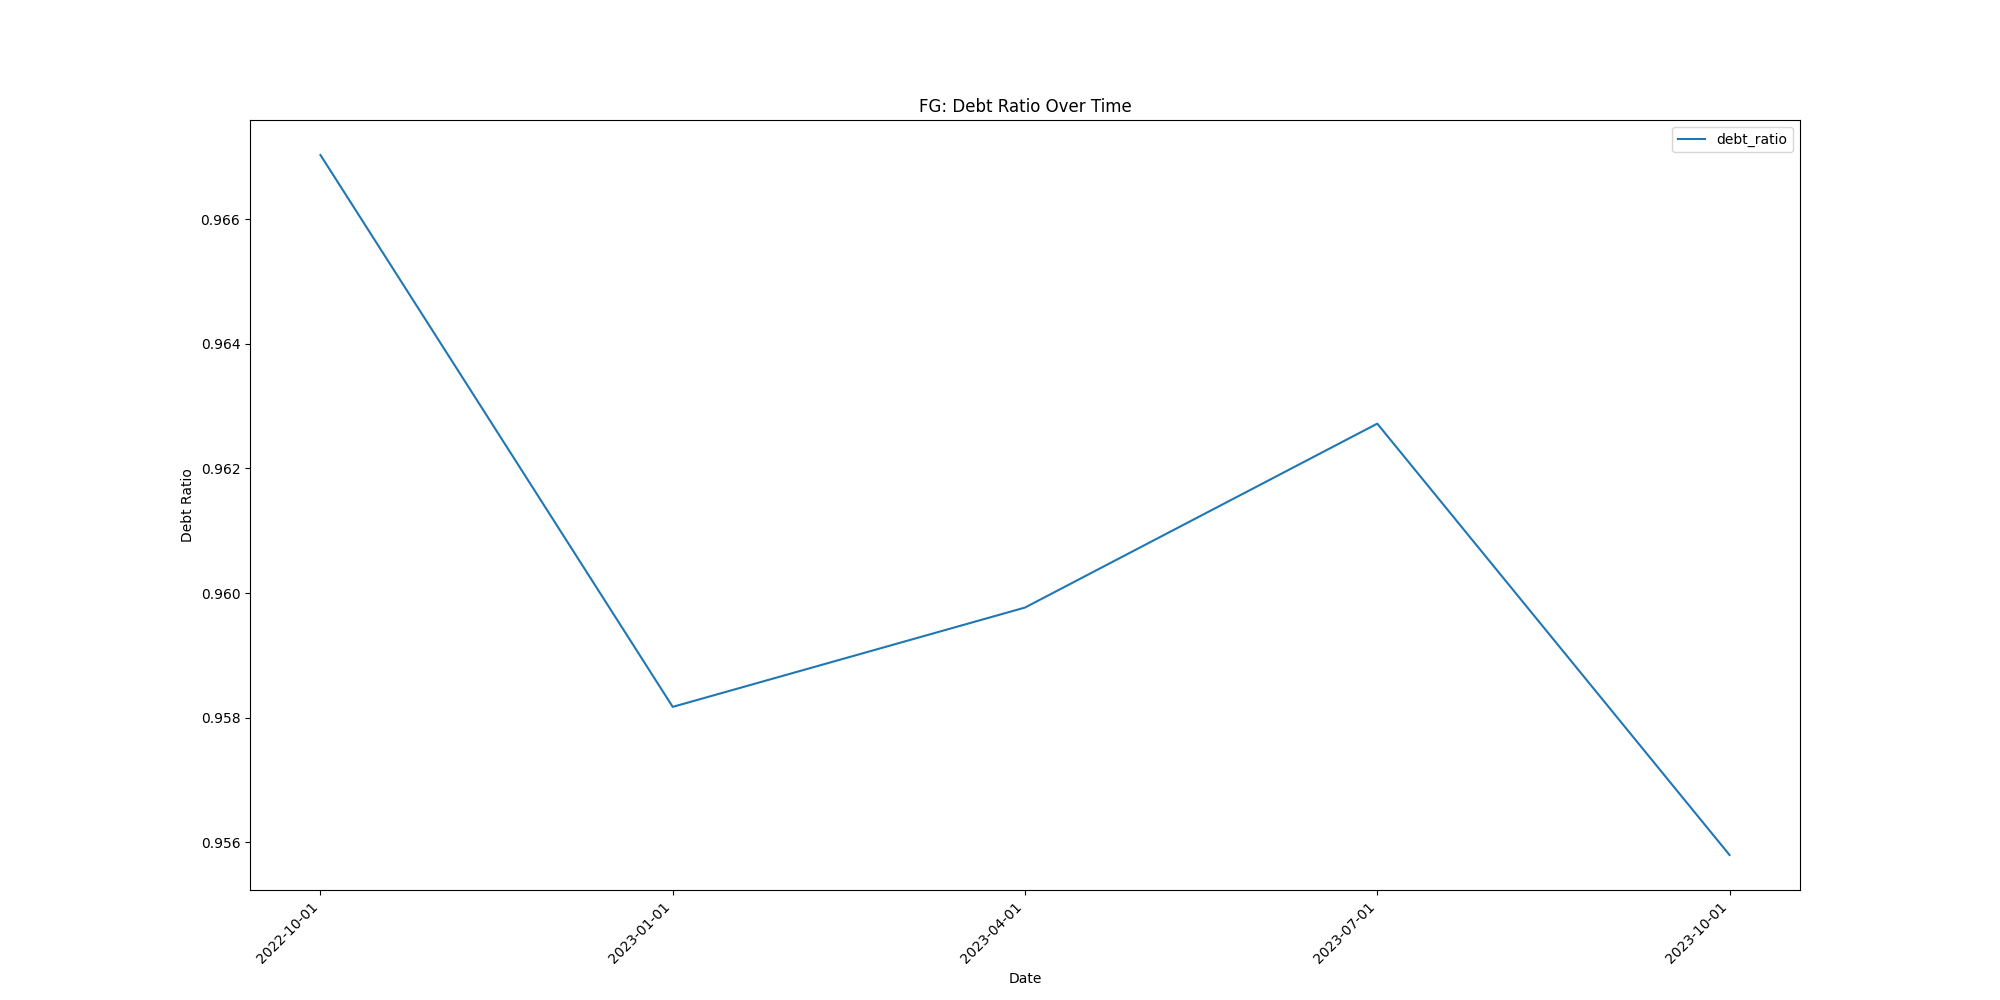 FG: Debt Ratio Over Time
debt_ratio
Debt Ratio
0.966
0.964
0.962
0.960
0.958
0.956
2022-10-01
2023-01-01
2023-04-01
2023-07-01
2023-10-01
Date